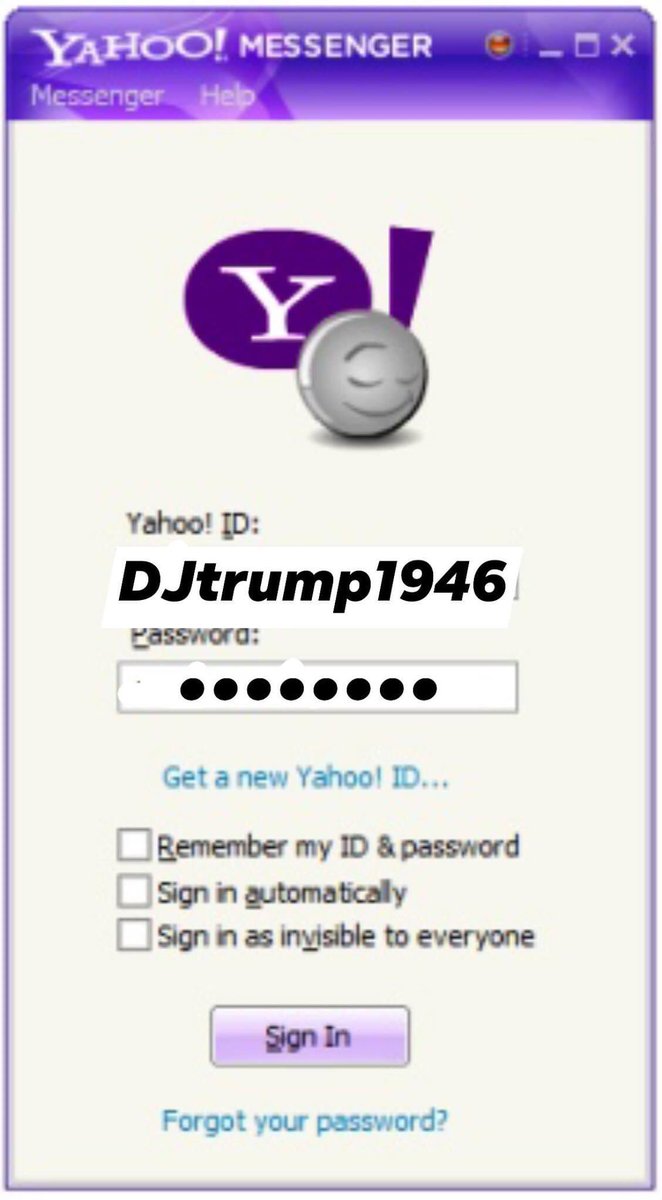 YAHOO! MESSENGER
Messenger Help
Y!
Yahoo! ID:
DJtrump1946
Password:
••••••••
Get a new Yahoo! ID...
Remember my ID & password
Sign in automatically
Sign in as invisible to everyone
Sign In
Forgot your password?